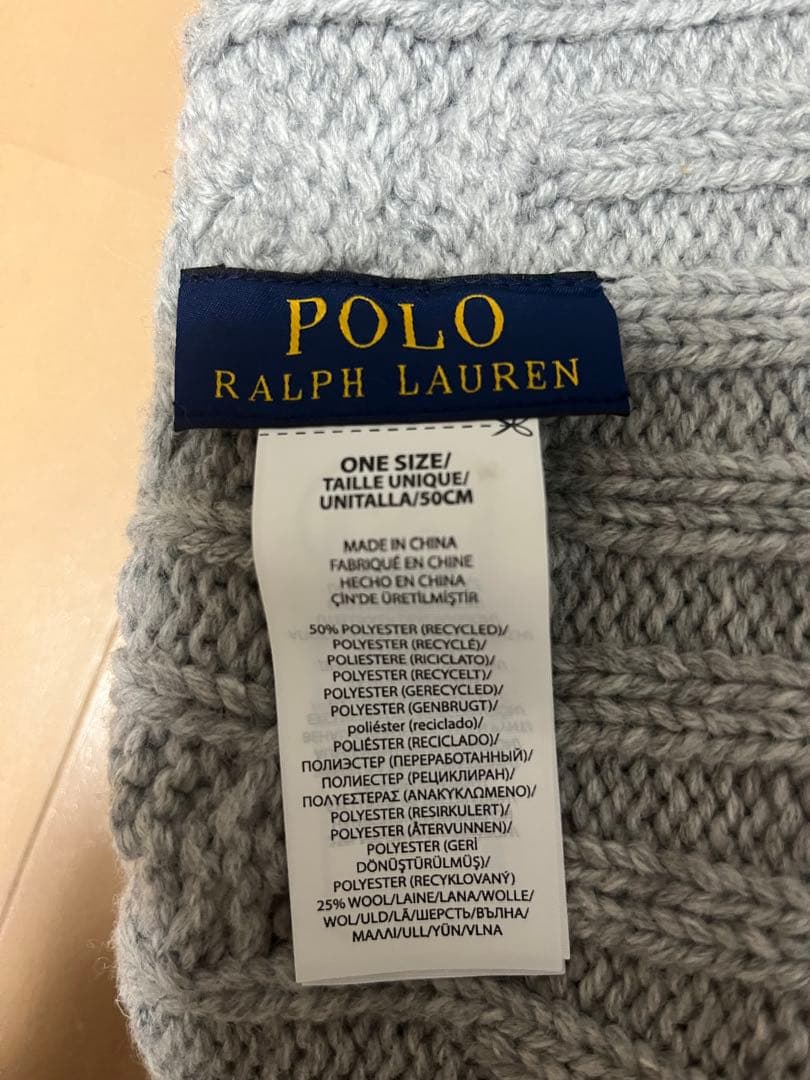 POLO
RALPH LAUREN
ONE SIZE/
TAILLE UNIQUE/
UNITALLA/50CM
MADE IN CHINA
FABRIQUÉ EN CHINE
HECHO EN CHINA
ÇİN'DE ÜRETİLMİŞTİR
50% POLYESTER (RECYCLED)/
POLYESTER (RECYCLÉ)/
POLIESTERE (RICICLATO)/
POLYESTER (RECYCELT)/
POLYESTER (GERECYCLED)/
POLYESTER (GENBRUGT)/
poliéster (reciclado)/
POLIÉSTER (RECICLADO)/
ПОЛИЭСТЕР (ПЕРЕРАБОТАННЫЙ)/
ПОЛИЕСТЕР (РЕЦИКЛИРАН)/
ΠΟΛΥΕΣΤΕΡΑΣ (ΑΝΑΚΥΚΛΩΜΕΝΟ)/
POLYESTER (RESIRKULERT)/
POLYESTER (ÅTERVUNNEN)/
POLYESTER (GERİ
DÖNÜŞTÜRÜLMÜŞ)/
POLYESTER (RECYKLOVANÝ)
25% WOOL/LAINE/LANA/WOLLE/
WOL/ULD/LÃ/ШЕРСТЬ/ВЪЛНА/
ΜΑΛΛΙ/ULL/YÜN/VLNA